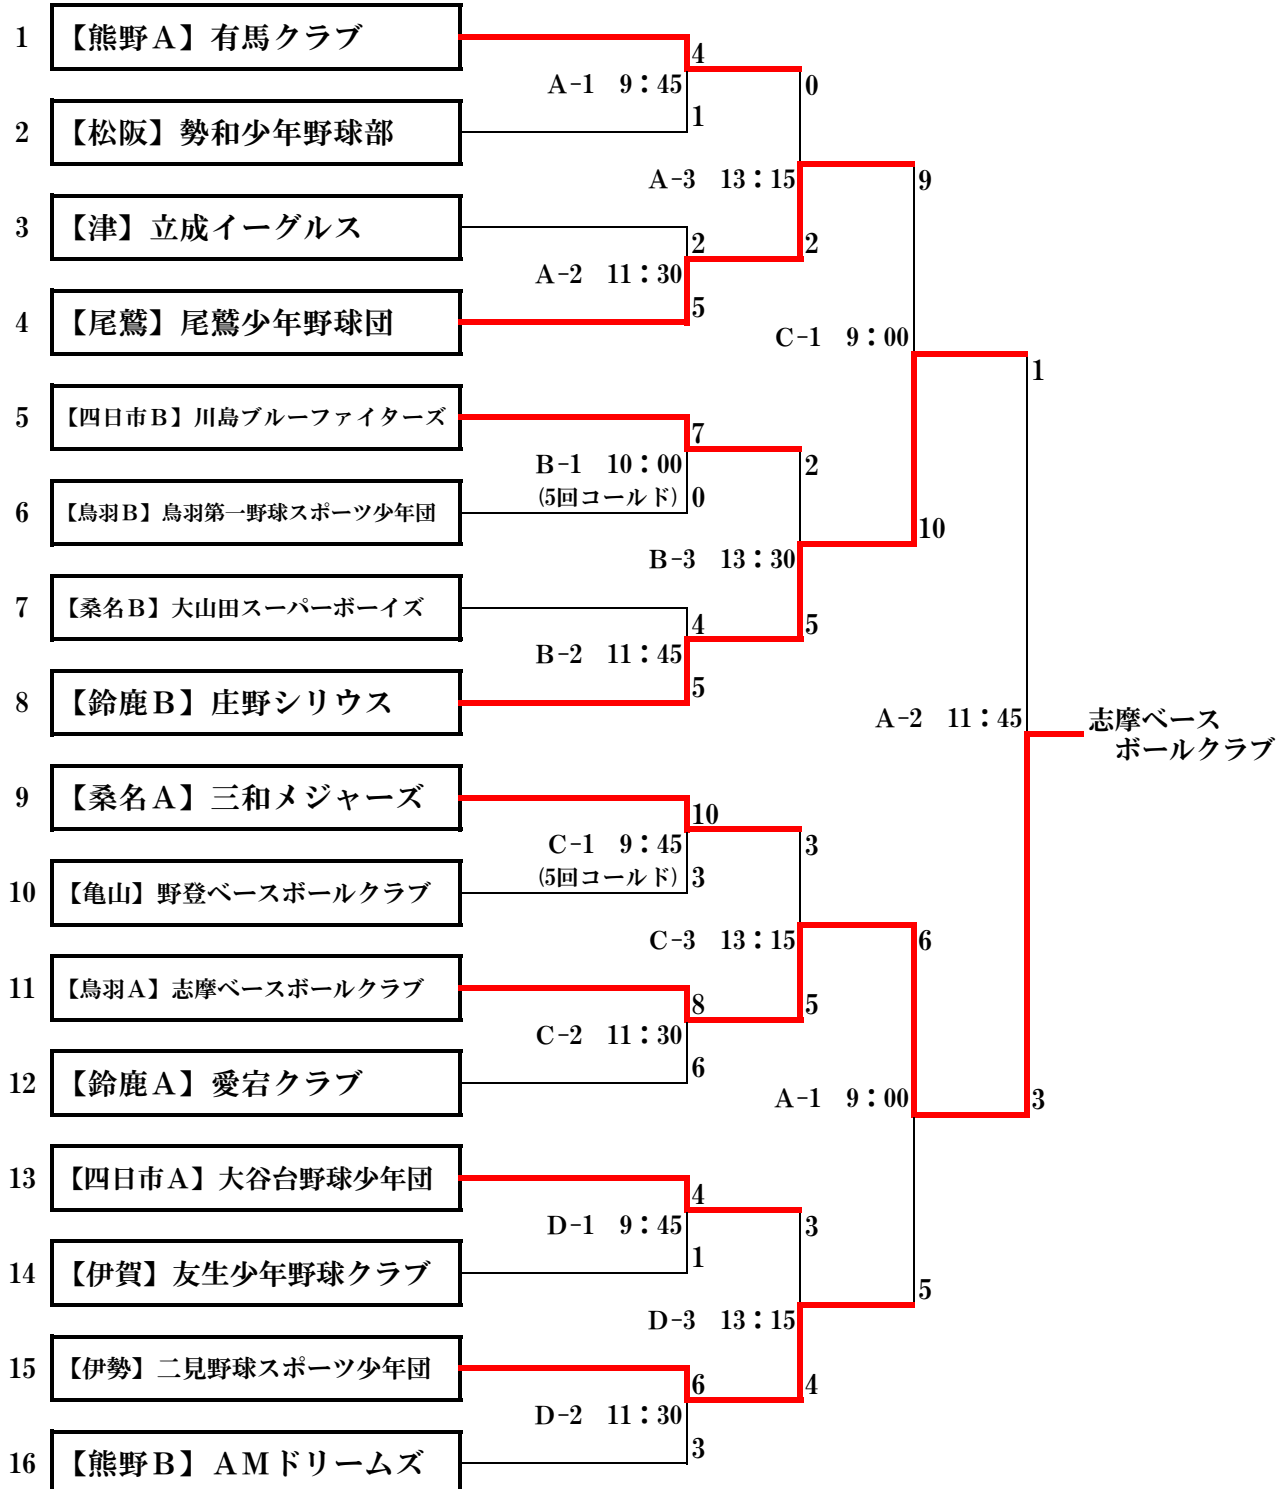 1 【熊野A】有馬クラブ
4
A-1 9：45
0
1
2 【松阪】勢和少年野球部
A-3 13：15
9
3 【津】立成イーグルス
2
2
A-2 11：30
5
4 【尾鷲】尾鷲少年野球団
C-1 9：00
1
5 【四日市B】川島ブルーファイターズ
7
B-1 10：00
2
(5回コールド)
0
6 【鳥羽B】鳥羽第一野球スポーツ少年団
10
B-3 13：30
7 【桑名B】大山田スーパーボーイズ
4
5
B-2 11：45
5
8 【鈴鹿B】庄野シリウス
A-2 11：45
志摩ベース
ボールクラブ
9 【桑名A】三和メジャーズ
10
C-1 9：45
3
(5回コールド)
3
10 【亀山】野登ベースボールクラブ
C-3 13：15
6
11 【鳥羽A】志摩ベースボールクラブ
8
5
C-2 11：30
6
12 【鈴鹿A】愛宕クラブ
A-1 9：00
3
13 【四日市A】大谷台野球少年団
4
D-1 9：45
3
1
14 【伊賀】友生少年野球クラブ
5
D-3 13：15
15 【伊勢】二見野球スポーツ少年団
6
4
D-2 11：30
3
16 【熊野B】AMドリームズ